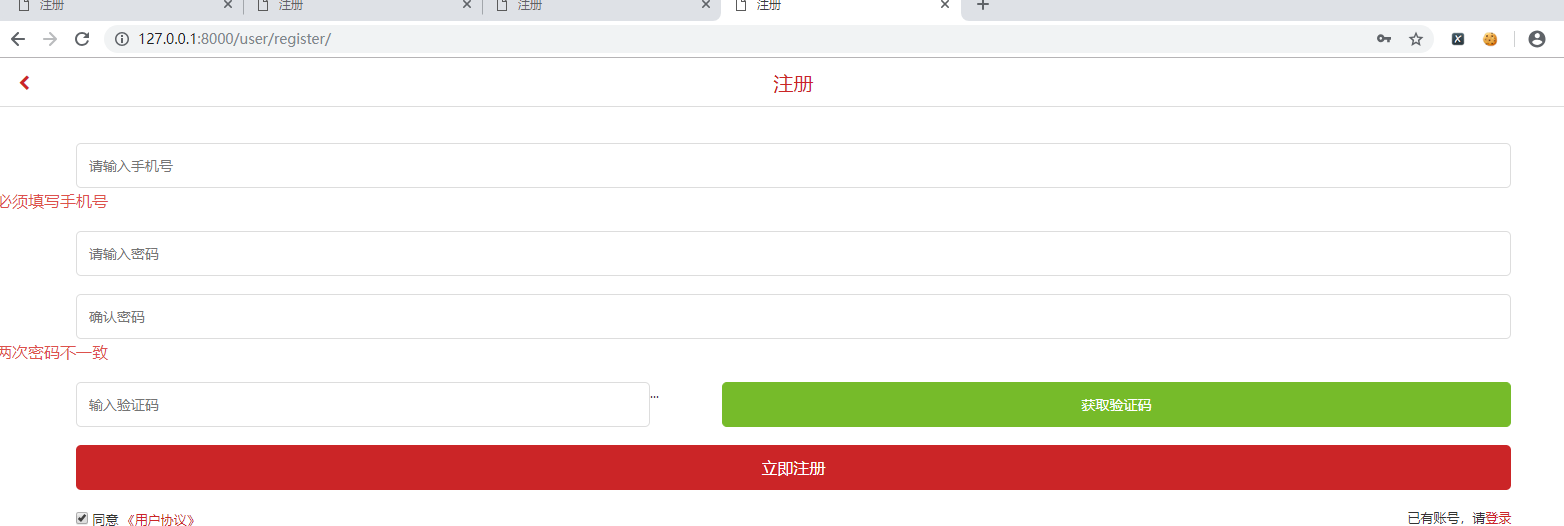 注册 注册 注册 注册
127.0.0.1:8000/user/register/
注册
请输入手机号
必须填写手机号
请输入密码
确认密码
两次密码不一致
输入验证码 ... 获取验证码
立即注册
同意 《用户协议》 已有账号，请登录